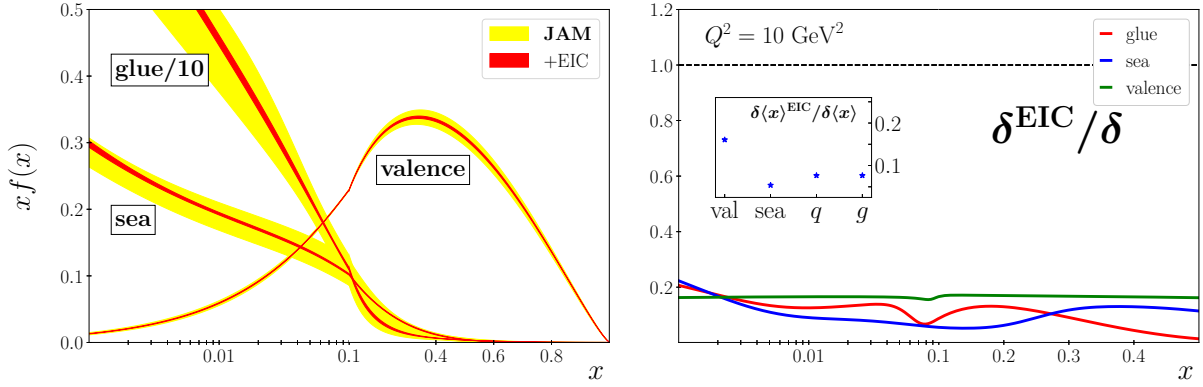 0.5
0.4
0.3
0.2
0.1
0.0
xf(x)
glue/10
sea
valence
JAM
+EIC
0.01
0.1
0.4
0.6
0.8
x
1.2
1.0
0.8
0.6
0.4
0.2
Q² = 10 GeV²
glue
sea
valence
δ⟨x⟩^EIC/δ⟨x⟩
0.2
0.1
val sea q g
δ^EIC/δ
0.01
0.1
0.2
0.3
0.4
x